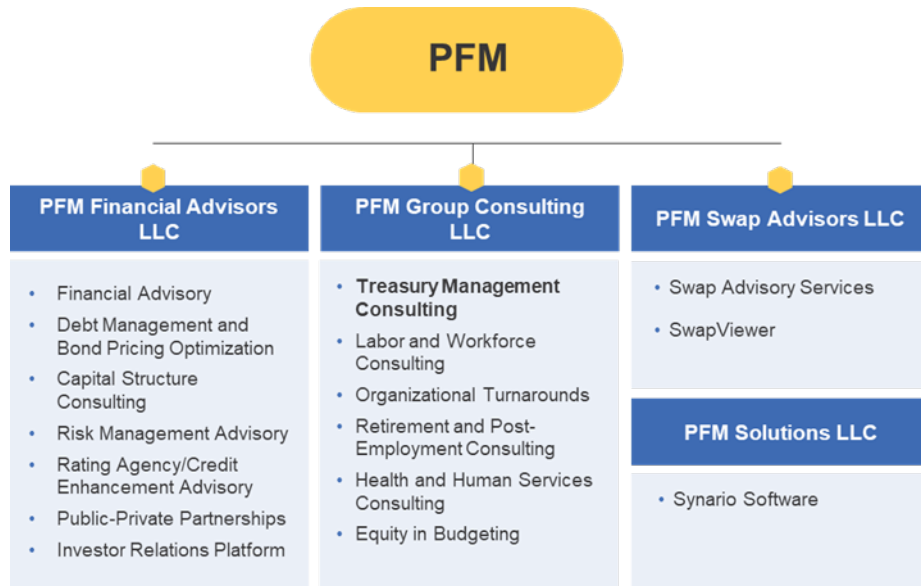 PFM
PFM Financial Advisors
LLC
• Financial Advisory
• Debt Management and
Bond Pricing Optimization
• Capital Structure
Consulting
• Risk Management Advisory
• Rating Agency/Credit
Enhancement Advisory
• Public-Private Partnerships
• Investor Relations Platform
PFM Group Consulting
LLC
• Treasury Management
Consulting
• Labor and Workforce
Consulting
• Organizational Turnarounds
• Retirement and Post-
Employment Consulting
• Health and Human Services
Consulting
• Equity in Budgeting
PFM Swap Advisors LLC
• Swap Advisory Services
• SwapViewer
PFM Solutions LLC
• Synario Software